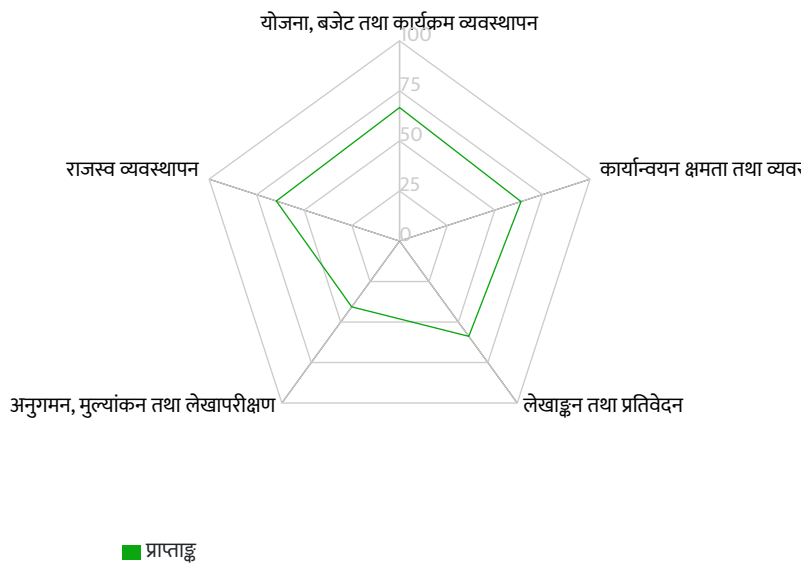 योजना, बजेट तथा कार्यक्रम व्यवस्थापन
100
75
50
25
0
राजस्व व्यवस्थापन
कार्यान्वयन क्षमता तथा
अनुगमन, मुल्यांकन तथा लेखापरीक्षण
लेखाङ्कन तथा प्रतिवेदन
प्राप्ताङ्क